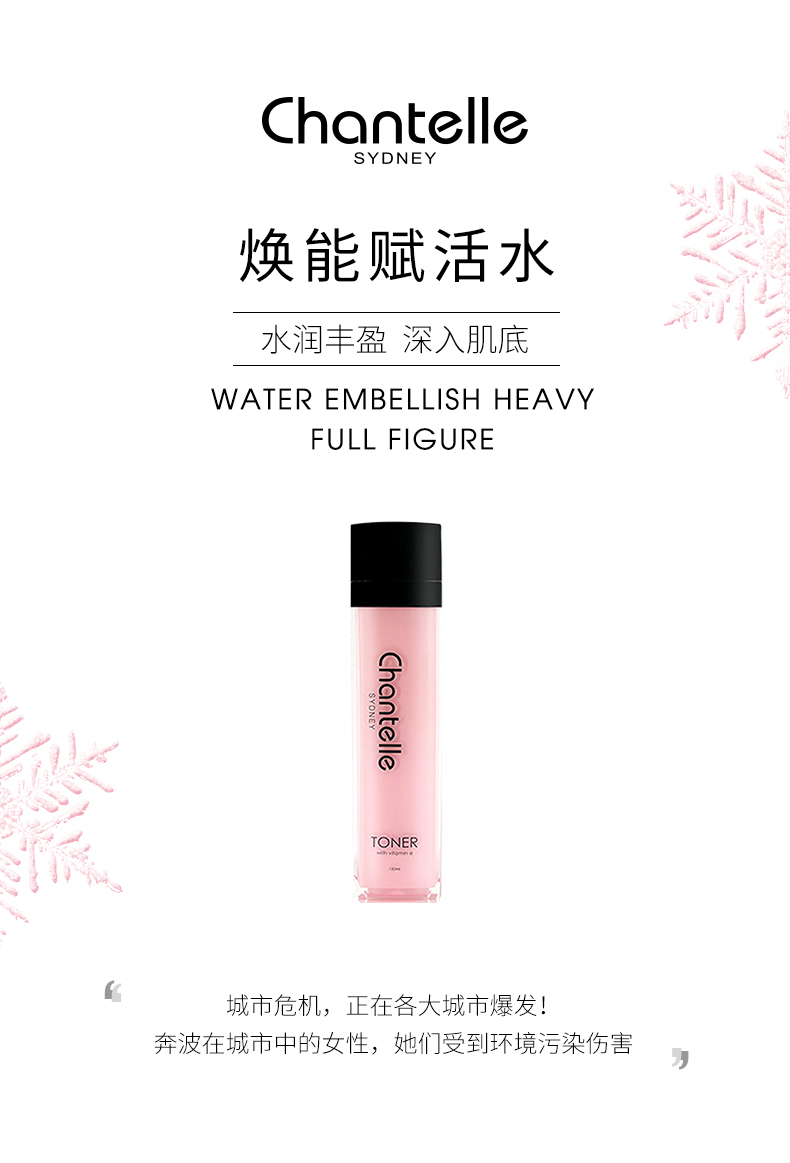 Chantelle
SYDNEY
焕能赋活水
水润丰盈 深入肌底
WATER EMBELLISH HEAVY
FULL FIGURE
Chantelle
SYDNEY
TONER
with vitamin e
“
城市危机，正在各大城市爆发！
奔波在城市中的女性，她们受到环境污染伤害
”